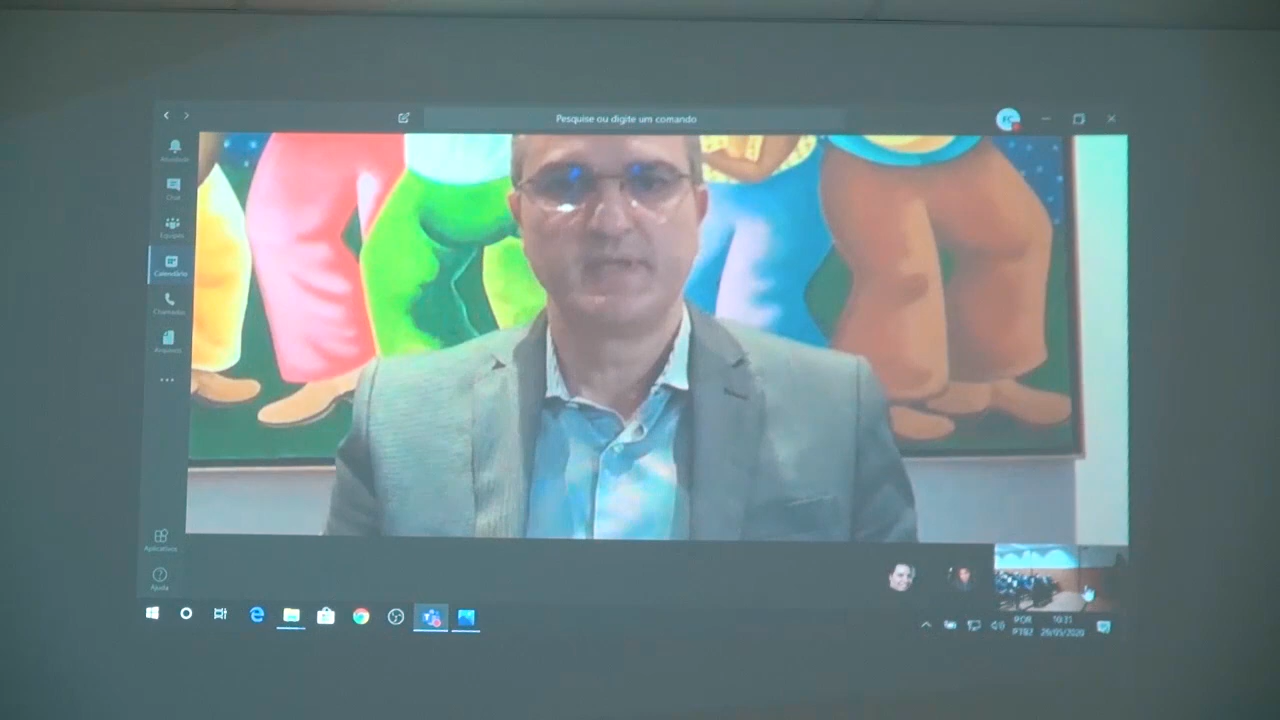 Pesquise ou digite um comando
FC
Atividade
Chat
Equipes
Calendário
Chamadas
Arquivos
Aplicativos
Ajuda
POR
PTB2
10:31
26/05/2020